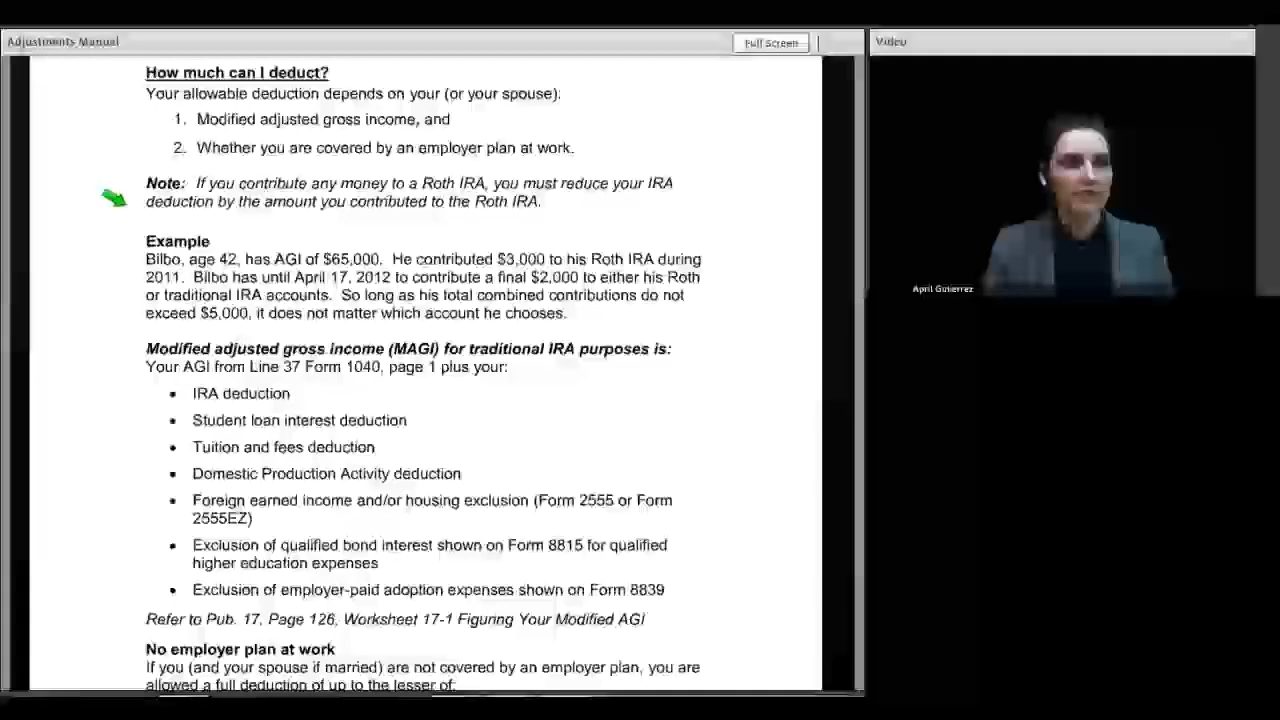 Adjustments Manual
Full Screen
Video
How much can I deduct?
Your allowable deduction depends on your (or your spouse):
1. Modified adjusted gross income, and
2. Whether you are covered by an employer plan at work.
Note: If you contribute any money to a Roth IRA, you must reduce your IRA
deduction by the amount you contributed to the Roth IRA.
Example
Bilbo, age 42, has AGI of $65,000. He contributed $3,000 to his Roth IRA during
2011. Bilbo has until April 17, 2012 to contribute a final $2,000 to either his Roth
or traditional IRA accounts. So long as his total combined contributions do not
exceed $5,000, it does not matter which account he chooses.
Modified adjusted gross income (MAGI) for traditional IRA purposes is:
Your AGI from Line 37 Form 1040, page 1 plus your:
• IRA deduction
• Student loan interest deduction
• Tuition and fees deduction
• Domestic Production Activity deduction
• Foreign earned income and/or housing exclusion (Form 2555 or Form
2555EZ)
• Exclusion of qualified bond interest shown on Form 8815 for qualified
higher education expenses
• Exclusion of employer-paid adoption expenses shown on Form 8839
Refer to Pub. 17, Page 126, Worksheet 17-1 Figuring Your Modified AGI
No employer plan at work
If you (and your spouse if married) are not covered by an employer plan, you are
allowed a full deduction of up to the lesser of:
April Gutierrez